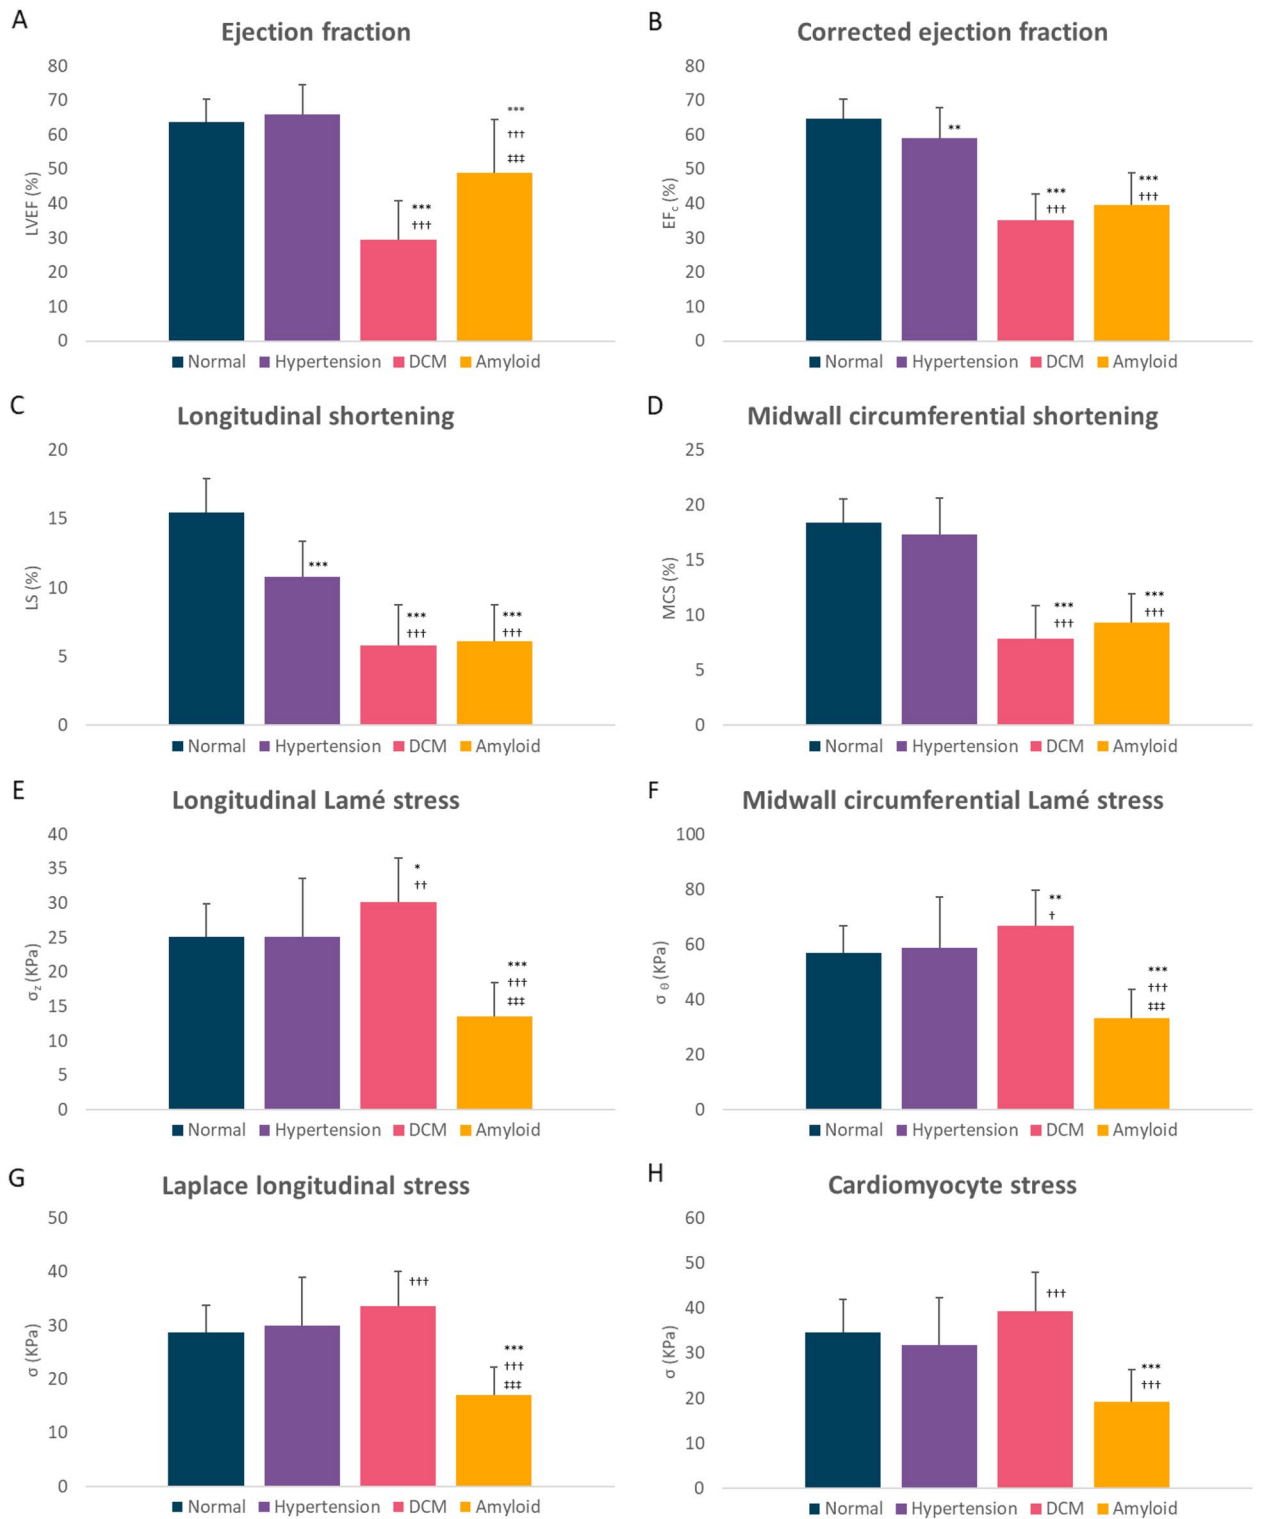 A
Ejection fraction
80
70
60
50
40
30
20
10
0
LVEF (%)
***
†††
***
†††
‡‡‡
Normal Hypertension DCM Amyloid
B
Corrected ejection fraction
80
70
60
50
40
30
20
10
0
EFc (%)
**
***
†††
***
†††
Normal Hypertension DCM Amyloid
C
Longitudinal shortening
20
15
10
5
0
LS (%)
***
***
†††
***
†††
Normal Hypertension DCM Amyloid
D
Midwall circumferential shortening
25
20
15
10
5
0
MCS (%)
***
†††
***
†††
Normal Hypertension DCM Amyloid
E
Longitudinal Lamé stress
40
35
30
25
20
15
10
5
0
σz (KPa)
*
††
***
†††
‡‡‡
Normal Hypertension DCM Amyloid
F
Midwall circumferential Lamé stress
100
80
60
40
20
0
σ θ (KPa)
**
†
***
†††
‡‡‡
Normal Hypertension DCM Amyloid
G
Laplace longitudinal stress
50
40
30
20
10
0
σ (KPa)
†††
***
†††
‡‡‡
Normal Hypertension DCM Amyloid
H
Cardiomyocyte stress
60
50
40
30
20
10
0
σ (KPa)
†††
***
†††
Normal Hypertension DCM Amyloid